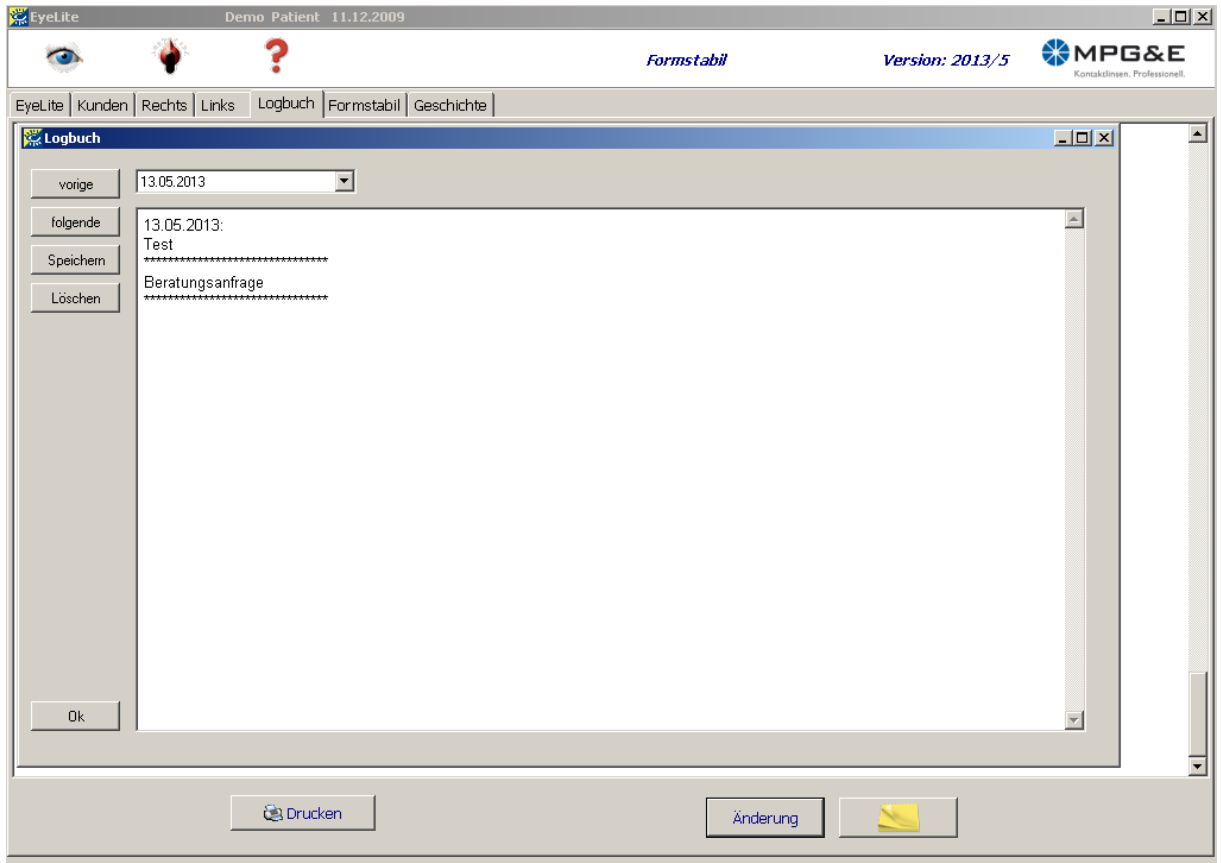 EyeLite Demo Patient 11.12.2009
Formstabil Version: 2013/5 MPG&E
Kontaktlinsen. Professionell.
EyeLite Kunden Rechts Links Logbuch Formstabil Geschichte
Logbuch
vorige 13.05.2013
folgende
Speichern
Löschen
13.05.2013:
Test
*******************************
Beratungsanfrage
*******************************
Ok
Drucken Änderung